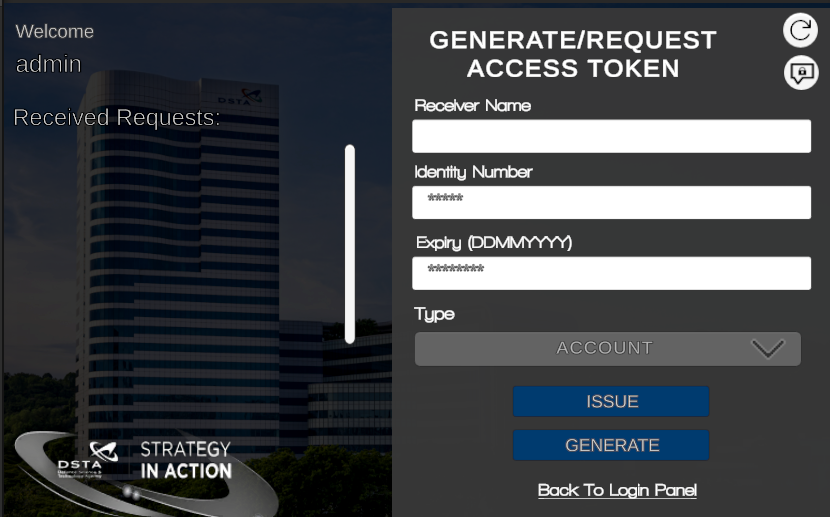 Welcome
admin
Received Requests:
DSTA
DSTA
Defence Science &
Technology Agency
STRATEGY
IN ACTION
GENERATE/REQUEST
ACCESS TOKEN
Receiver Name
Identity Number
*****
Expiry (DDMMYYYY)
********
Type
ACCOUNT
ISSUE
GENERATE
Back To Login Panel